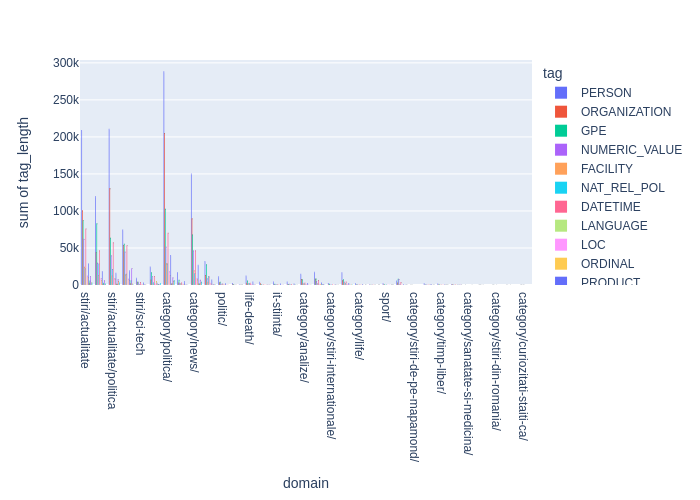 300k
250k
200k
150k
100k
50k
0
sum of tag_length
stiri/actualitate
stiri/actualitate/politica
stiri/sci-tech
category/politica/
category/news/
politic/
life-death/
it-stiinta/
category/analize/
category/stiri-internationale/
category/life/
sport/
category/stiri-de-pe-mapamond/
category/timp-liber/
category/sanatate-si-medicina/
category/stiri-din-romania/
category/curiozitati-staiti-ca/
domain
tag
PERSON
ORGANIZATION
GPE
NUMERIC_VALUE
FACILITY
NAT_REL_POL
DATETIME
LANGUAGE
LOC
ORDINAL
PRODUCT